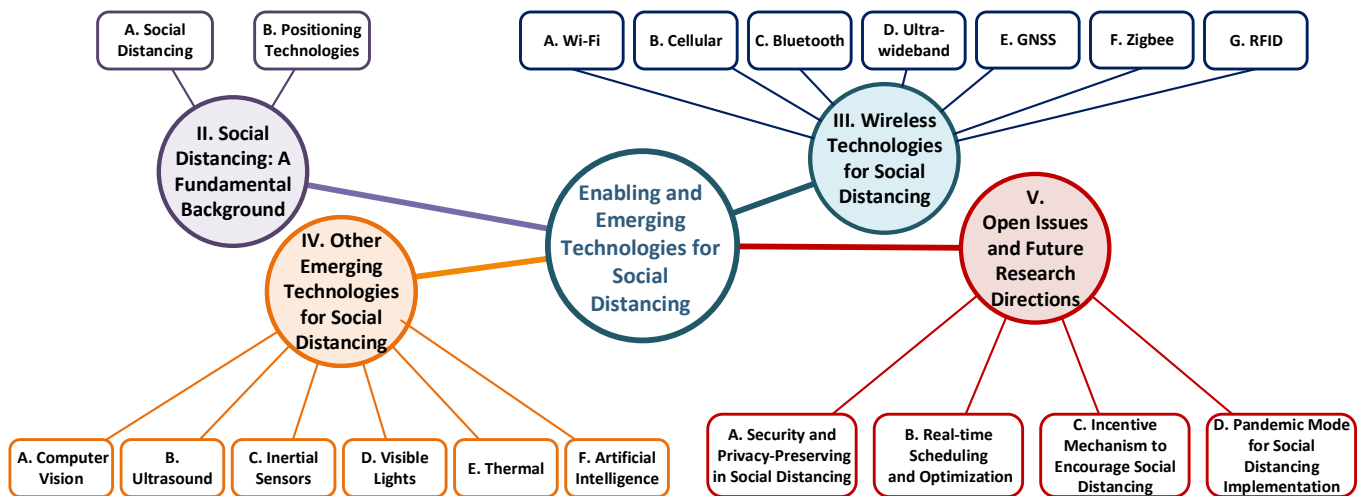 A. Social
Distancing
B. Positioning
Technologies
A. Wi-Fi
B. Cellular
C. Bluetooth
D. Ultra-
wideband
E. GNSS
F. Zigbee
G. RFID
II. Social
Distancing: A
Fundamental
Background
III. Wireless
Technologies
for Social
Distancing
Enabling and
Emerging
Technologies for
Social
Distancing
IV. Other
Emerging
Technologies
for Social
Distancing
V.
Open Issues
and Future
Research
Directions
A. Computer
Vision
B.
Ultrasound
C. Inertial
Sensors
D. Visible
Lights
E. Thermal
F. Artificial
Intelligence
A. Security and
Privacy-Preserving
in Social Distancing
B. Real-time
Scheduling
and Optimization
C. Incentive
Mechanism to
Encourage Social
Distancing
D. Pandemic Mode
for Social
Distancing
Implementation